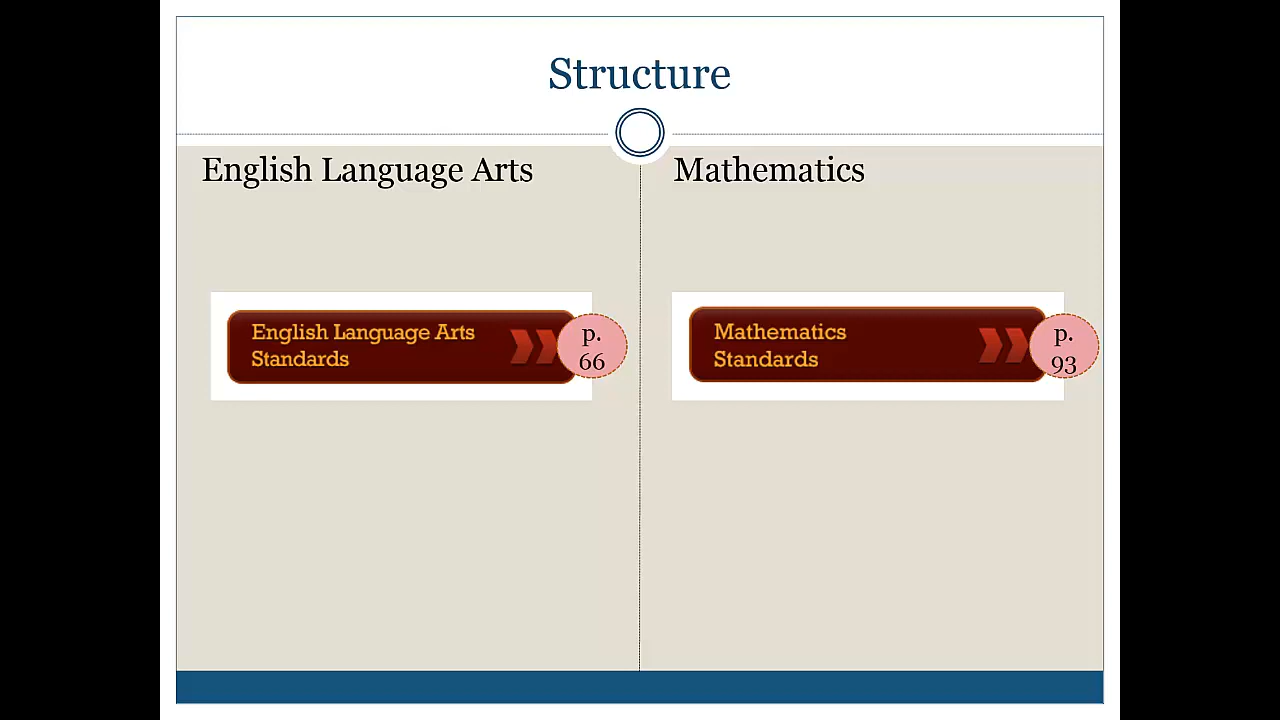 Structure
English Language Arts
English Language Arts
Standards
p.
66
Mathematics
Mathematics
Standards
p.
93